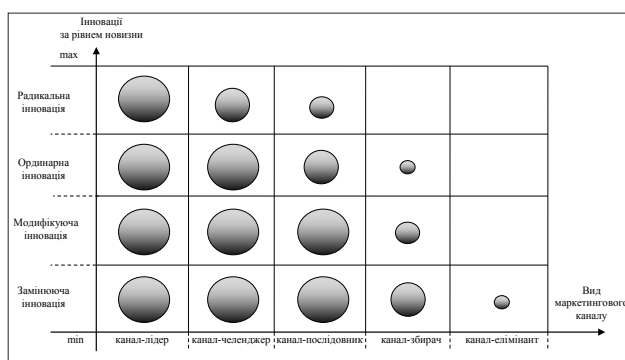 Інновації
за рівнем новизни
max
Радикальна
інновація
Ординарна
інновація
Модифікуюча
інновація
Замінююча
інновація
Вид
маркетингового
каналу
min
канал-лідер
канал-челенджер
канал-послідовник
канал-збирач
канал-елімінант